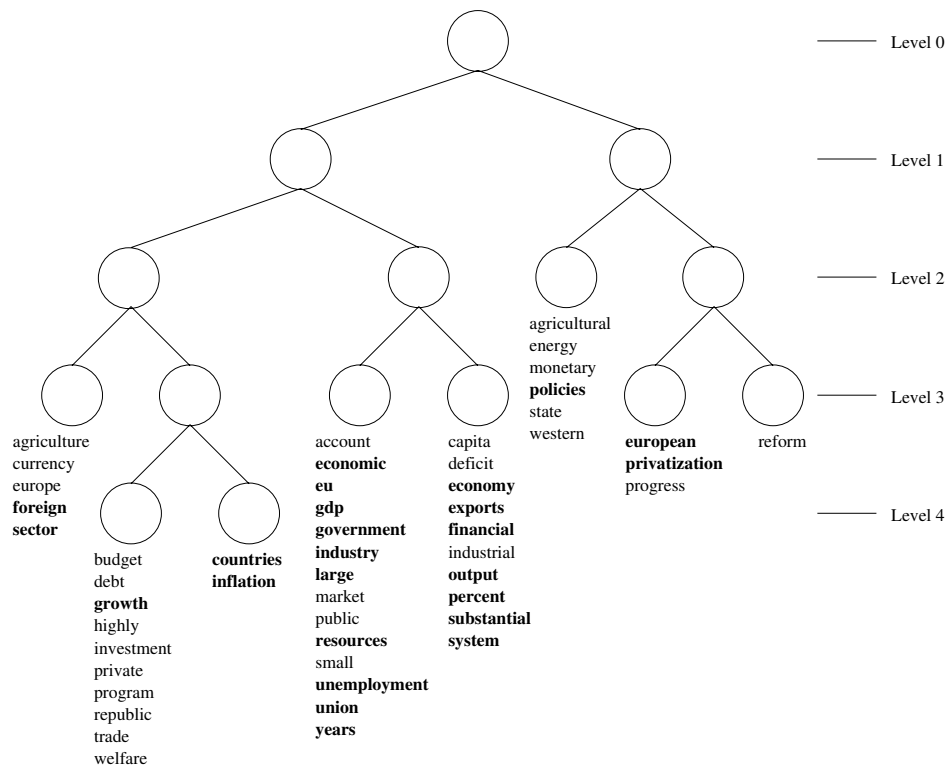 Level 0
Level 1
Level 2
agricultural
energy
monetary
policies
state
western
Level 3
agriculture
currency
europe
foreign
sector
account
economic
eu
gdp
government
industry
large
market
public
resources
small
unemployment
union
years
capita
deficit
economy
exports
financial
industrial
output
percent
substantial
system
european
privatization
progress
reform
Level 4
budget
debt
growth
highly
investment
private
program
republic
trade
welfare
countries
inflation